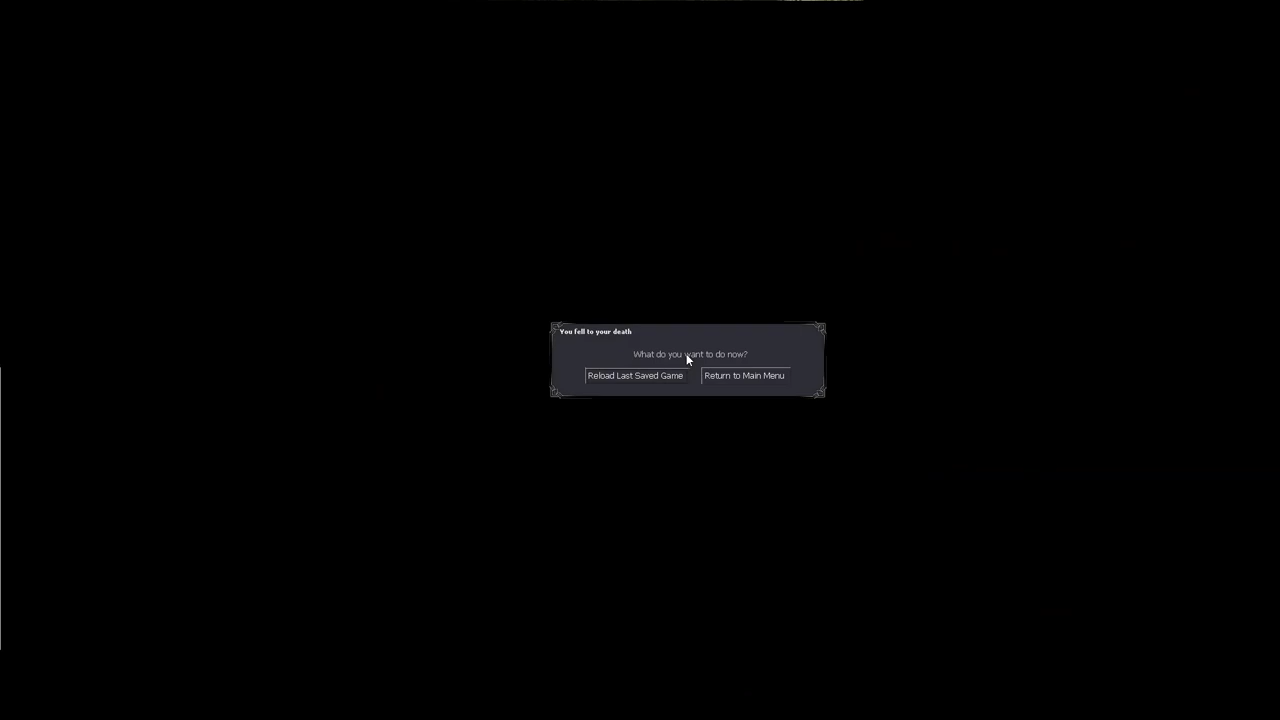 You fell to your death
What do you want to do now?
Reload Last Saved Game Return to Main Menu